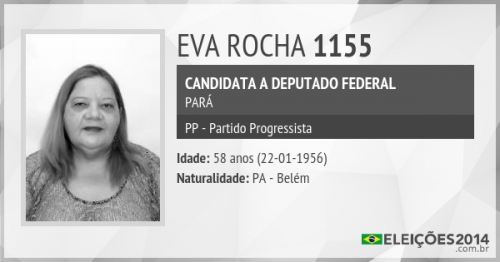 EVA ROCHA 1155
CANDIDATA A DEPUTADO FEDERAL
PARÁ
PP - Partido Progressista
Idade: 58 anos (22-01-1956)
Naturalidade: PA - Belém
ELEIÇÕES2014
.com.br